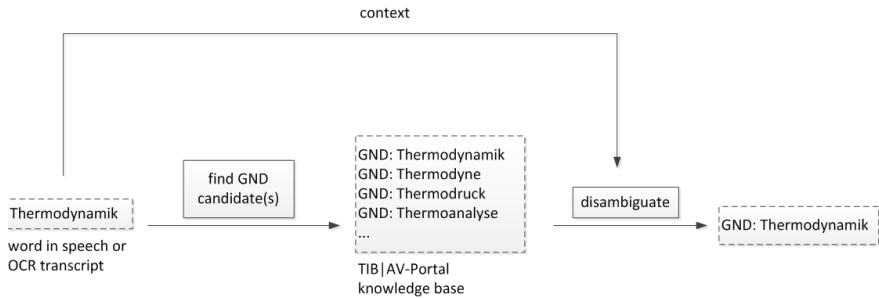 context
find GND
candidate(s)
GND: Thermodynamik
GND: Thermodyne
GND: Thermodruck
GND: Thermoanalyse
...
disambiguate
Thermodynamik
GND: Thermodynamik
word in speech or
OCR transcript
TIB|AV-Portal
knowledge base